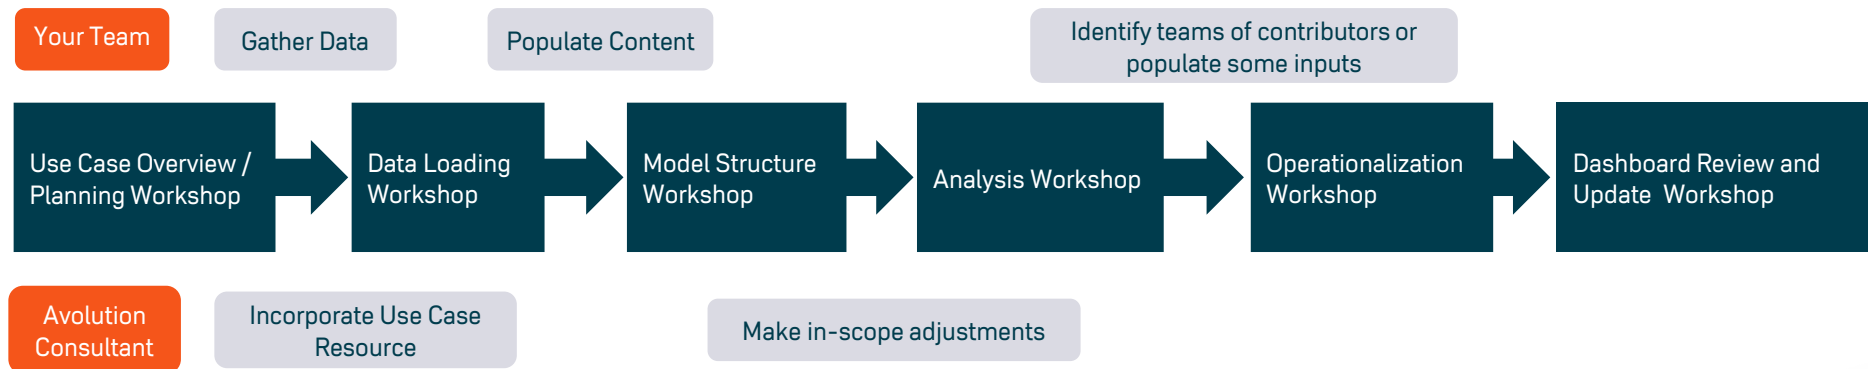 Your Team
Gather Data
Populate Content
Identify teams of contributors or
populate some inputs
Use Case Overview /
Planning Workshop
Data Loading
Workshop
Model Structure
Workshop
Analysis Workshop
Operationalization
Workshop
Dashboard Review and
Update  Workshop
Avolution
Consultant
Incorporate Use Case
Resource
Make in-scope adjustments